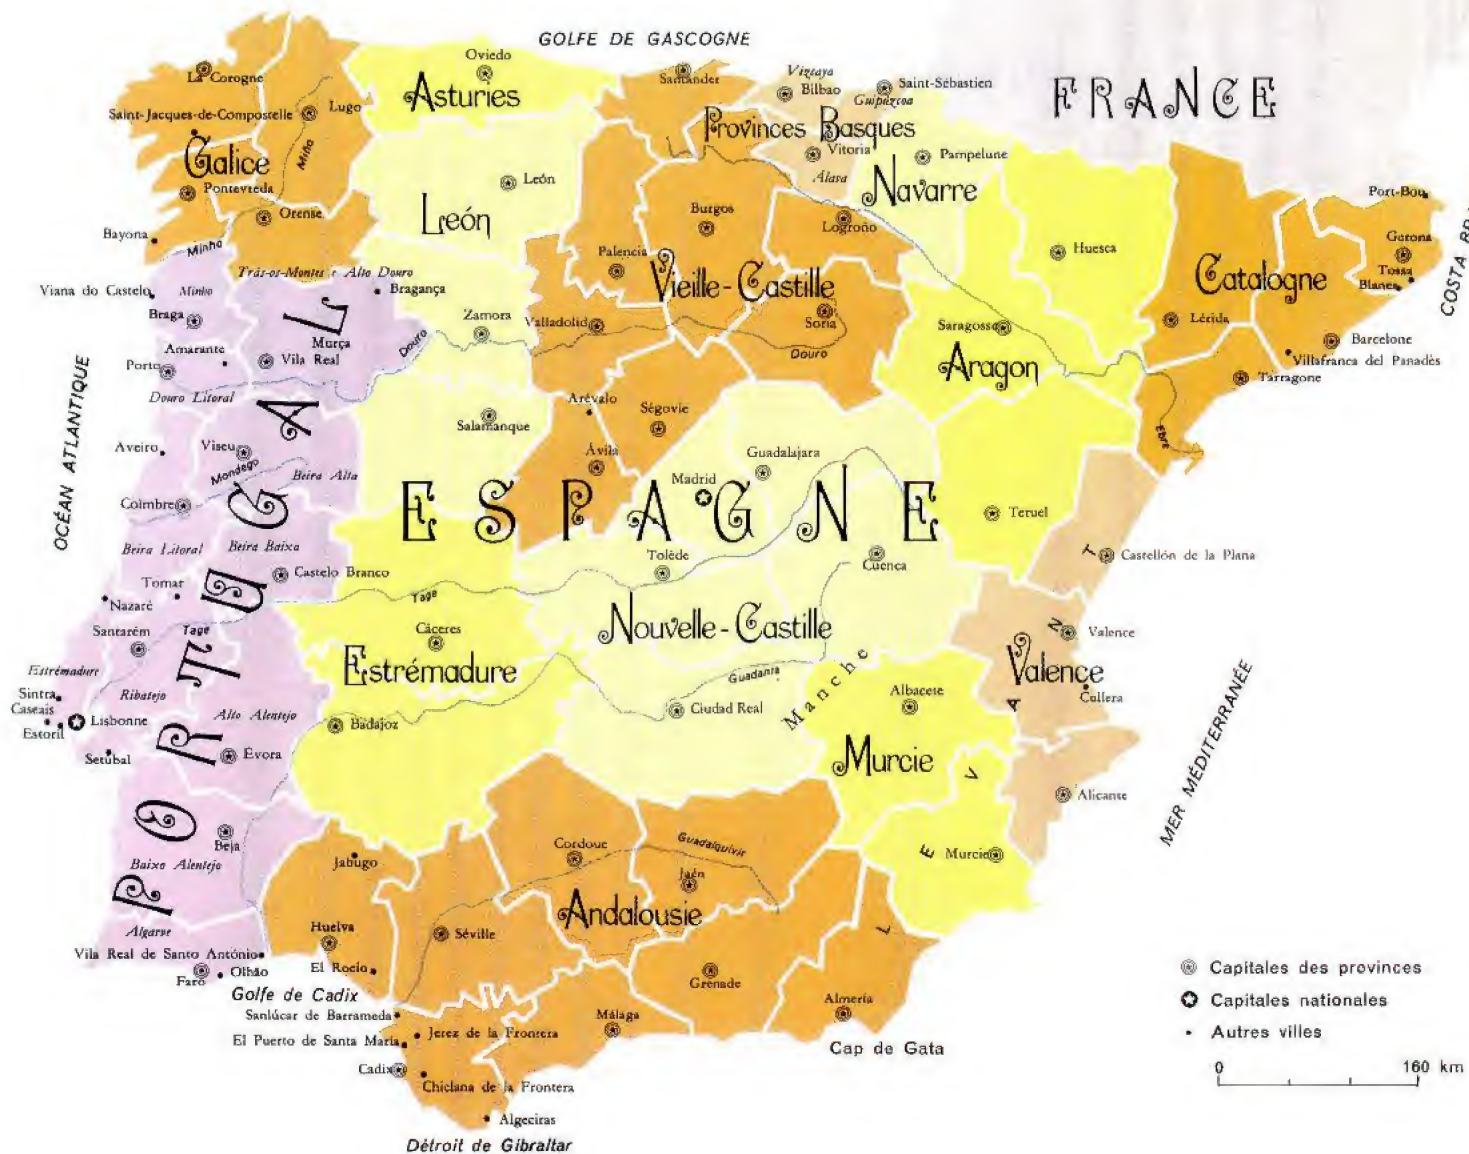 GOLFE DE GASCOGNE
FRANCE
OCÉAN ATLANTIQUE
MER MÉDITERRANÉE
COSTA
ESPAGNE
PORTUGAL
LEVANT
Galice
La Corogne
Saint-Jacques-de-Compostelle
Lugo
Miño
Pontevreda
Orense
Bayona
Minho
Asturies
Oviedo
León
León
Zamora
Salamanque
Santander
Provinces Basques
Vizcaya
Bilbao
Guipúzcoa
Saint-Sébastien
Vitoria
Alava
Navarre
Pampelune
Vieille-Castille
Burgos
Logroño
Palencia
Valladolid
Soria
Douro
Arévalo
Ségovie
Ávila
Aragon
Huesca
Saragosse
Teruel
Catalogne
Port-Bou
Gerona
Tossa
Blanes
Lérida
Barcelone
Villafranca del Panadès
Tarragone
Ebre
Trás-os-Montes e Alto Douro
Bragança
Viana do Castelo
Minho
Braga
Murça
Vila Real
Amarante
Porto
Douro
Douro Litoral
Aveiro
Viseu
Mondego
Beira Alta
Coimbre
Beira Litoral
Beira Baixa
Castelo Branco
Tomar
Nazaré
Santarém
Tage
Estrémadure
Ribatejo
Sintra
Cascais
Estoril
Lisbonne
Alto Alentejo
Setúbal
Évora
Beja
Baixo Alentejo
Algarve
Vila Real de Santo António
Faro
Olhão
Nouvelle-Castille
Madrid
Guadalajara
Tolède
Cuenca
Tage
Guadania
Ciudad Real
Manche
Estrémadure
Cáceres
Badajoz
Valence
Castellón de la Plana
Valence
Cullera
Alicante
Murcie
Albacete
Murcie
Andalousie
Jabugo
Huelva
El Rocío
Séville
Cordoue
Guadalquivir
Jaén
Grenade
Almería
Málaga
Golfe de Cadix
Sanlúcar de Barrameda
El Puerto de Santa María
Jerez de la Frontera
Cadix
Chiclana de la Frontera
Algeciras
Détroit de Gibraltar
Cap de Gata
Capitales des provinces
Capitales nationales
Autres villes
0 160 km